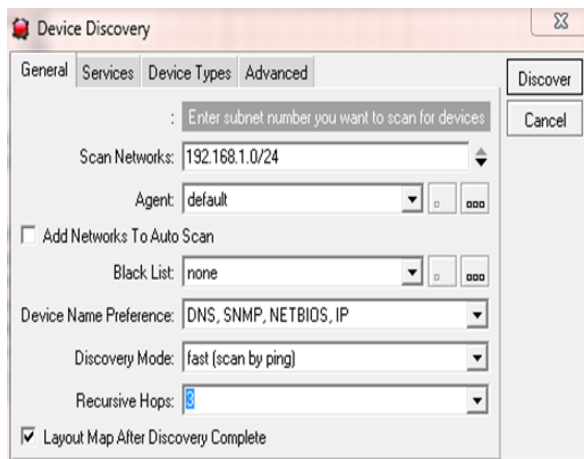 Device Discovery
General Services Device Types Advanced
Discover
Cancel
: Enter subnet number you want to scan for devices
Scan Networks: 192.168.1.0/24
Agent: default
Add Networks To Auto Scan
Black List: none
Device Name Preference: DNS, SNMP, NETBIOS, IP
Discovery Mode: fast (scan by ping)
Recursive Hops: 3
Layout Map After Discovery Complete